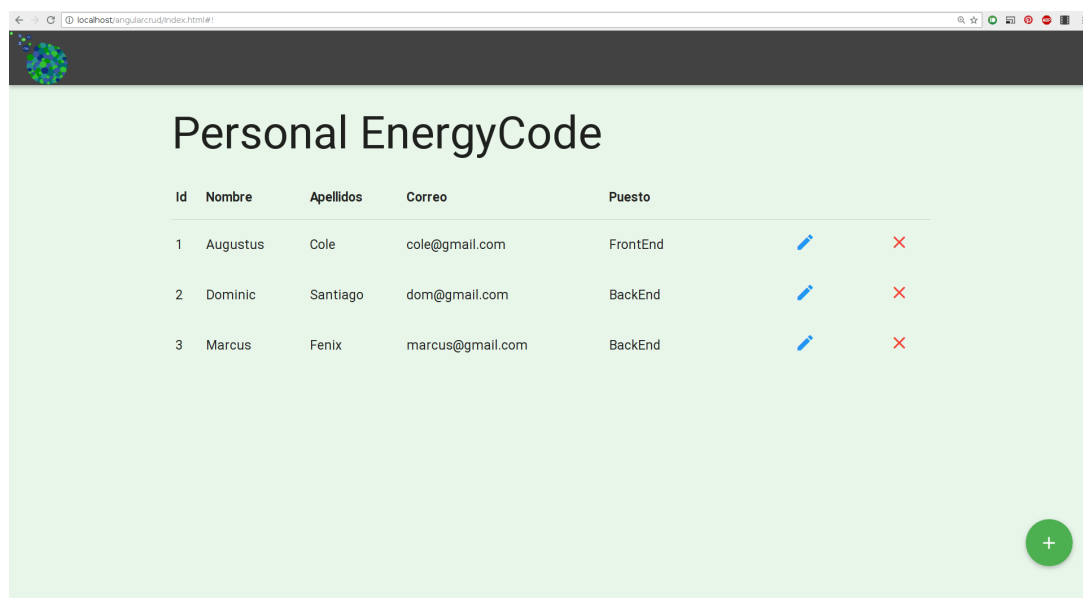 localhost/angularcrud/index.html#!
Personal EnergyCode
Id Nombre Apellidos Correo Puesto
1 Augustus Cole cole@gmail.com FrontEnd
2 Dominic Santiago dom@gmail.com BackEnd
3 Marcus Fenix marcus@gmail.com BackEnd